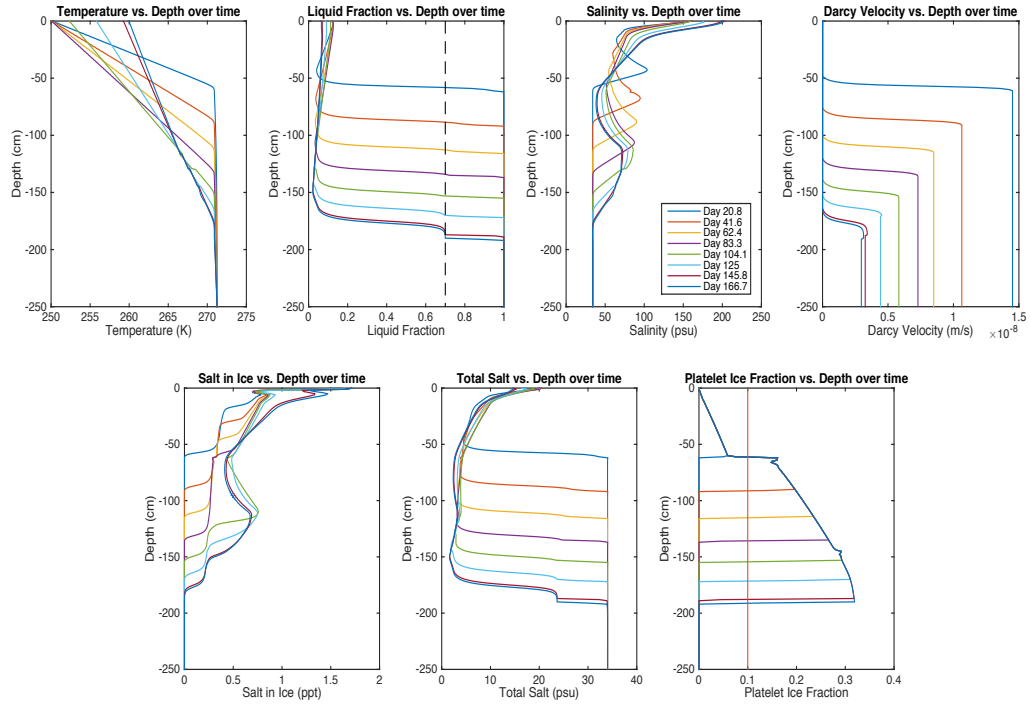 Temperature vs. Depth over time
Liquid Fraction vs. Depth over time
Salinity vs. Depth over time
Darcy Velocity vs. Depth over time
0
-50
-100
-150
-200
-250
Depth (cm)
250 255 260 265 270 275
Temperature (K)
0
-50
-100
-150
-200
-250
Depth (cm)
0 0.2 0.4 0.6 0.8 1
Liquid Fraction
0
-50
-100
-150
-200
-250
Depth (cm)
Day 20.8
Day 41.6
Day 62.4
Day 83.3
Day 104.1
Day 125
Day 145.8
Day 166.7
0 50 100 150 200 250
Salinity (psu)
0
-50
-100
-150
-200
-250
Depth (cm)
0 0.5 1 1.5
Darcy Velocity (m/s)
×10⁻⁸
Salt in Ice vs. Depth over time
Total Salt vs. Depth over time
Platelet Ice Fraction vs. Depth over time
0
-50
-100
-150
-200
-250
Depth (cm)
0 0.5 1 1.5 2
Salt in Ice (ppt)
0
-50
-100
-150
-200
-250
Depth (cm)
0 10 20 30 40
Total Salt (psu)
0
-50
-100
-150
-200
-250
Depth (cm)
0 0.1 0.2 0.3 0.4
Platelet Ice Fraction